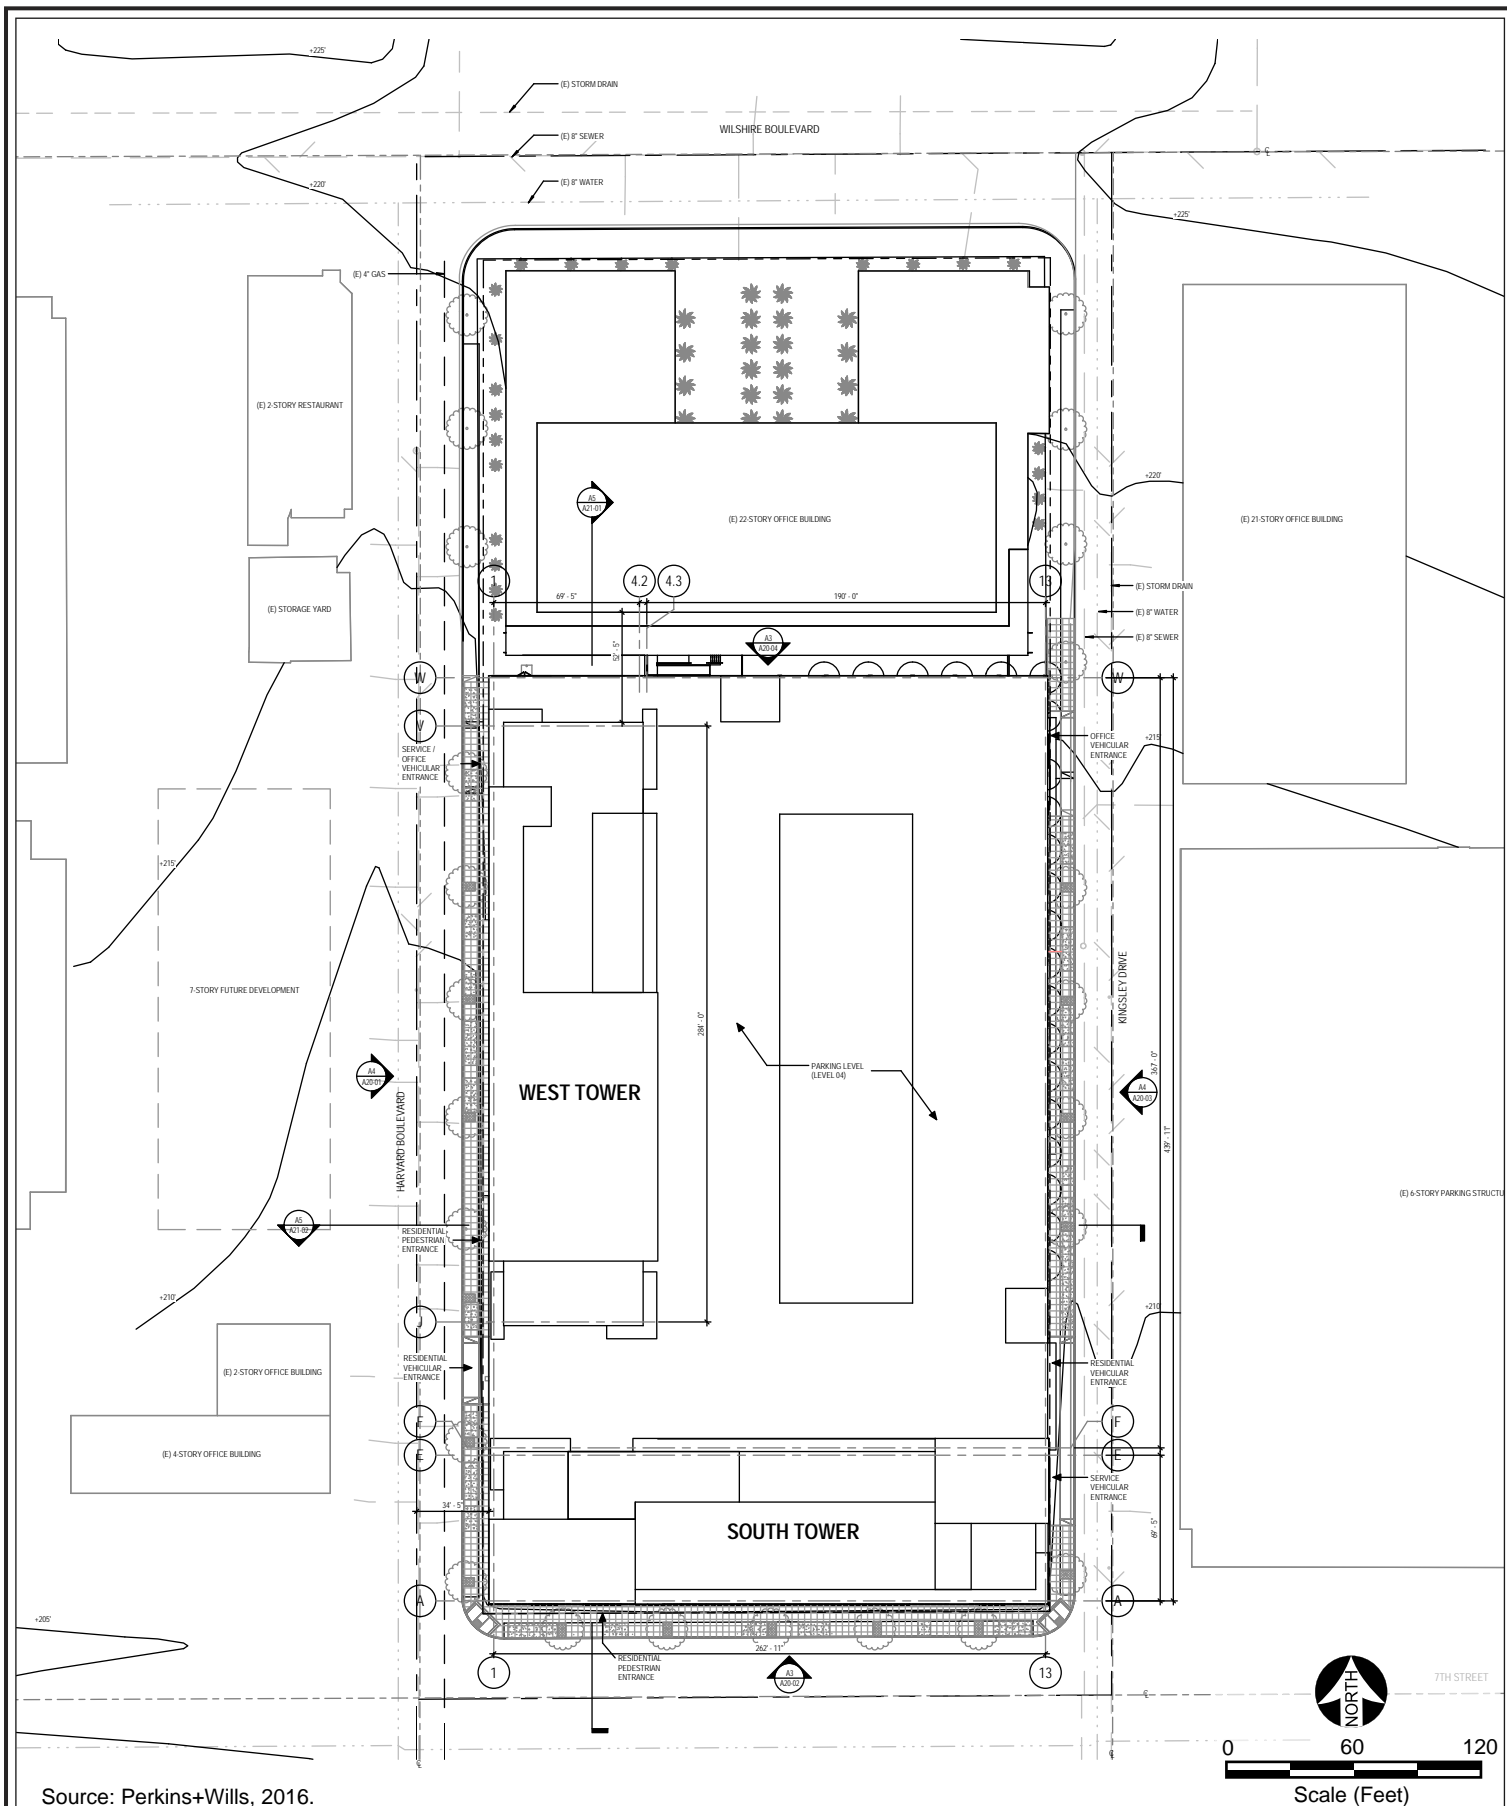 +225'
(E) STORM DRAIN
WILSHIRE BOULEVARD
(E) 8" SEWER
(E) 8" WATER
+220'
+225'
(E) 4" GAS
(E) 2-STORY RESTAURANT
+220'
A5
A21-01
(E) 22-STORY OFFICE BUILDING
(E) 21-STORY OFFICE BUILDING
1
4.2
4.3
13
(E) STORM DRAIN
69' - 5"
190' - 0"
(E) STORAGE YARD
(E) 8" WATER
(E) 8" SEWER
A3
A20-04
52' - 5"
W
W
V
OFFICE
VEHICULAR
ENTRANCE
+215'
SERVICE /
OFFICE
VEHICULAR
ENTRANCE
+215'
7-STORY FUTURE DEVELOPMENT
KINGSLEY DRIVE
284' - 0"
PARKING LEVEL
(LEVEL 04)
367' - 0"
A4
A20-01
WEST TOWER
A4
A20-03
HARVARD BOULEVARD
439' - 11"
(E) 6-STORY PARKING STRUCTU
A5
A21-02
RESIDENTIAL
PEDESTRIAN
ENTRANCE
+210'
+210'
J
RESIDENTIAL
VEHICULAR
ENTRANCE
RESIDENTIAL
VEHICULAR
ENTRANCE
(E) 2-STORY OFFICE BUILDING
F
F
(E) 4-STORY OFFICE BUILDING
E
E
SERVICE
VEHICULAR
ENTRANCE
34' - 5"
SOUTH TOWER
69' - 5"
A
A
+205'
262' - 11"
RESIDENTIAL
PEDESTRIAN
ENTRANCE
1
A3
A20-02
13
NORTH
7TH STREET
0 60 120
Scale (Feet)
Source: Perkins+Wills, 2016.